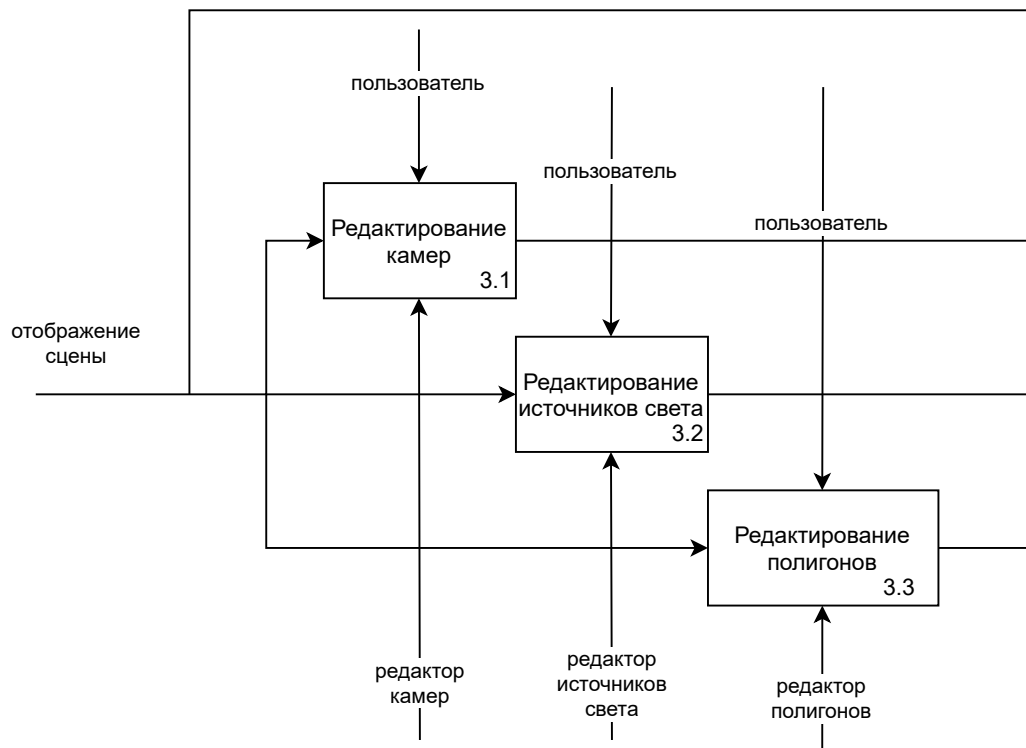 пользователь
пользователь
пользователь
Редактирование
камер
3.1
отображение
сцены
Редактирование
источников света
3.2
Редактирование
полигонов
3.3
редактор
камер
редактор
источников
света
редактор
полигонов